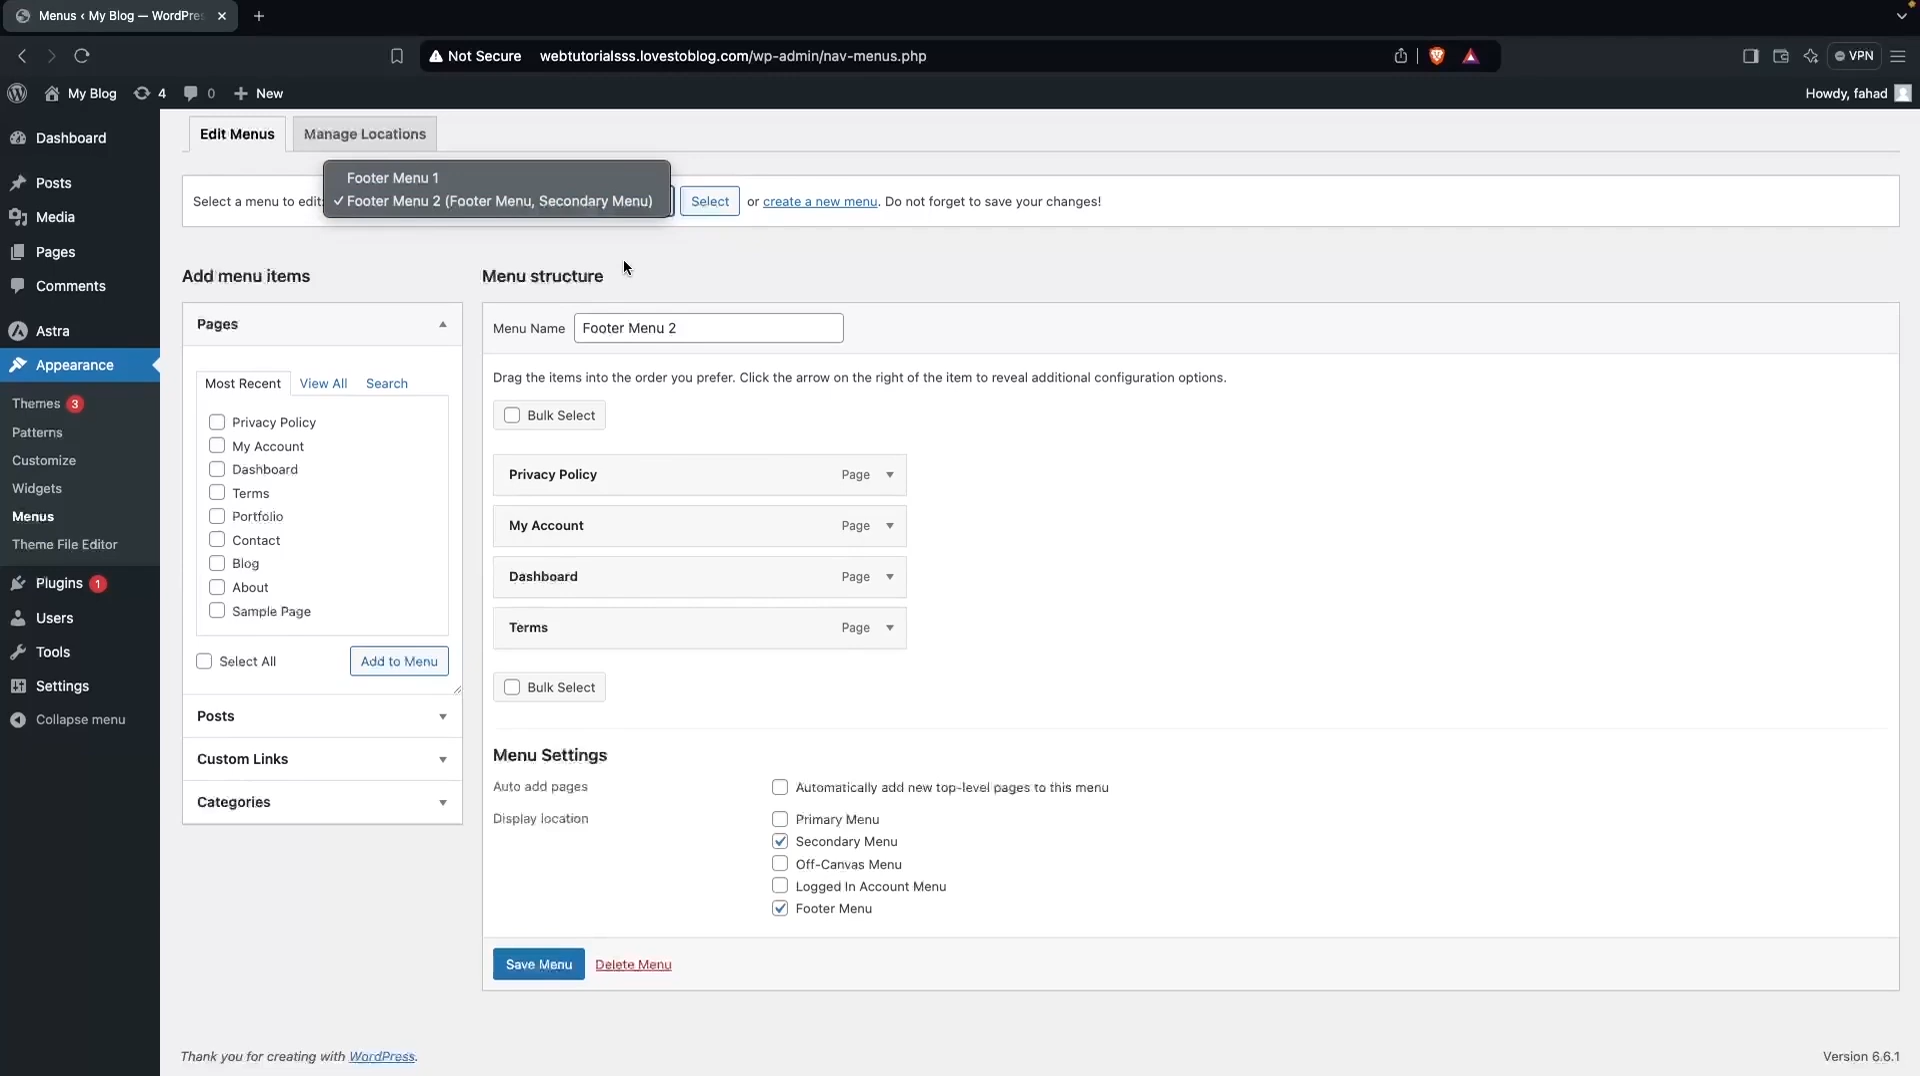 Menus ‹ My Blog — WordPre
Not Secure webtutorialsss.lovestoblog.com/wp-admin/nav-menus.php
VPN
My Blog 4 0 New
Howdy, fahad
Dashboard
Posts
Media
Pages
Comments
Astra
Appearance
Themes 3
Patterns
Customize
Widgets
Menus
Theme File Editor
Plugins 1
Users
Tools
Settings
Collapse menu
Edit Menus
Manage Locations
Footer Menu 1
Footer Menu 2 (Footer Menu, Secondary Menu)
Select a menu to edit:
Select
or create a new menu. Do not forget to save your changes!
Add menu items
Pages
Most Recent View All Search
Privacy Policy
My Account
Dashboard
Terms
Portfolio
Contact
Blog
About
Sample Page
Select All
Add to Menu
Posts
Custom Links
Categories
Menu structure
Menu Name Footer Menu 2
Drag the items into the order you prefer. Click the arrow on the right of the item to reveal additional configuration options.
Bulk Select
Privacy Policy Page
My Account Page
Dashboard Page
Terms Page
Bulk Select
Menu Settings
Auto add pages
Automatically add new top-level pages to this menu
Display location
Primary Menu
Secondary Menu
Off-Canvas Menu
Logged In Account Menu
Footer Menu
Save Menu Delete Menu
Thank you for creating with WordPress.
Version 6.6.1